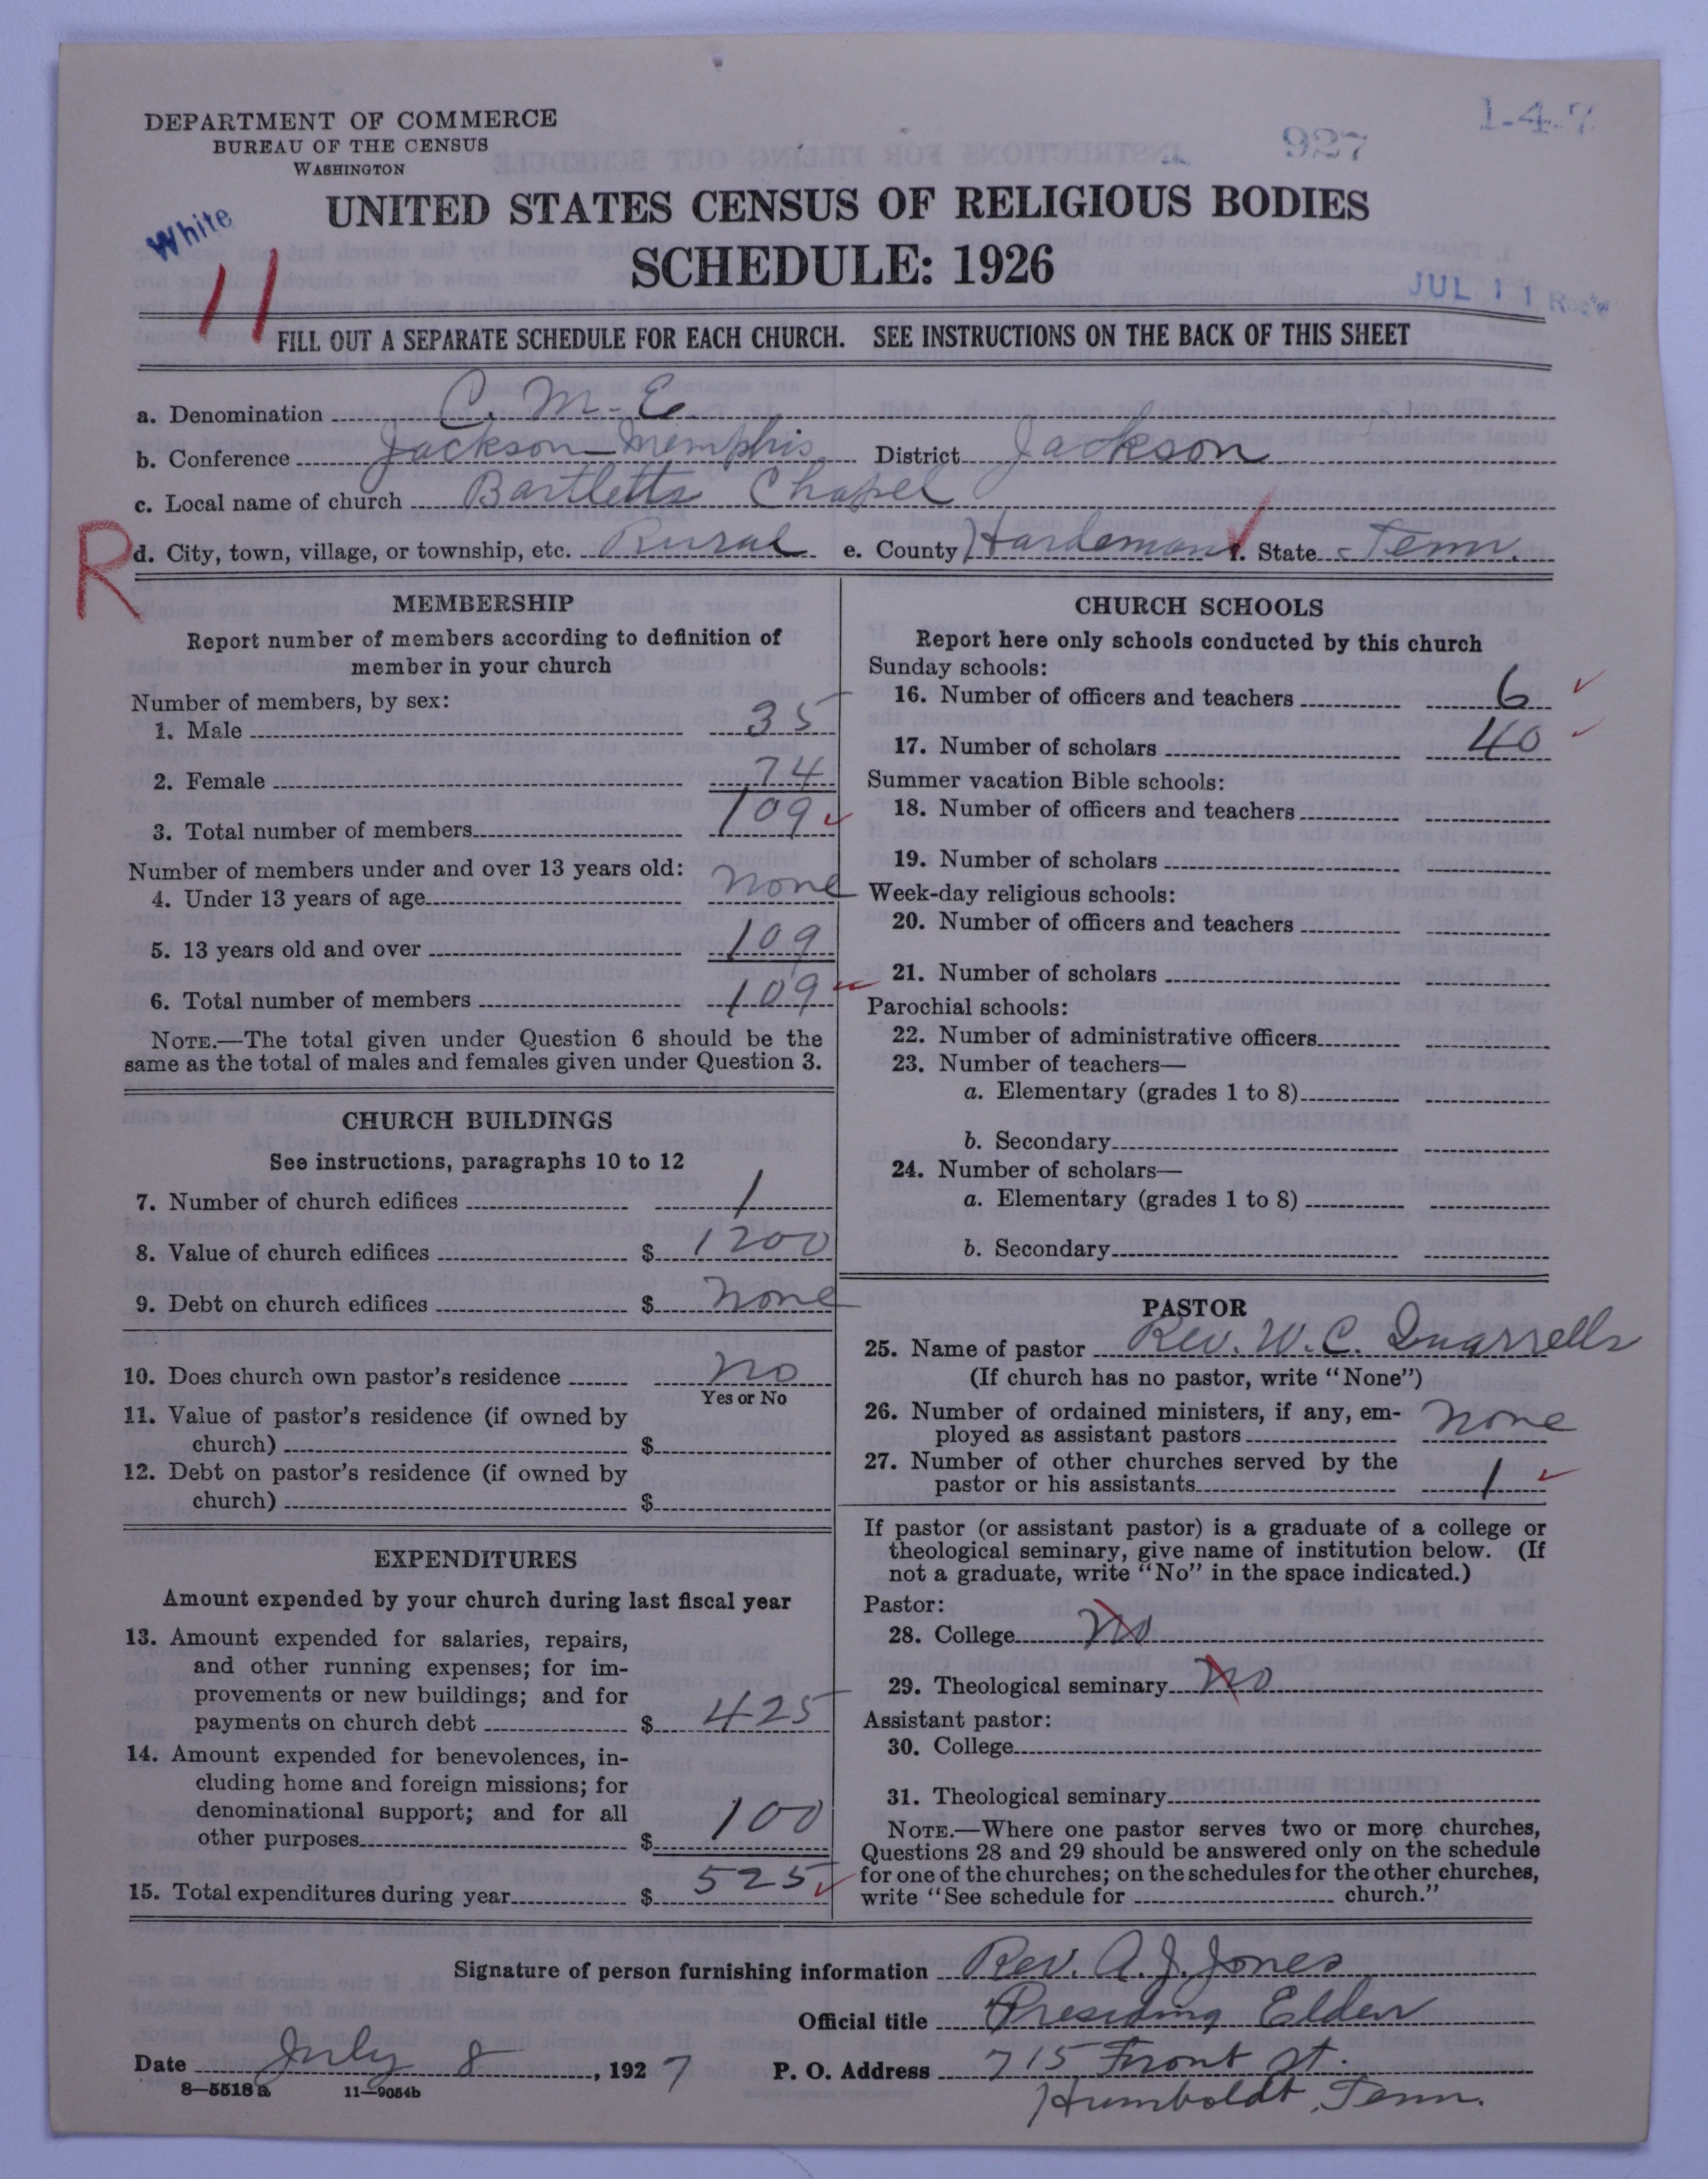 DEPARTMENT OF COMMERCE
BUREAU OF THE CENSUS
WASHINGTON
927
1-4-7
White
11
UNITED STATES CENSUS OF RELIGIOUS BODIES
SCHEDULE: 1926
JUL 11 Rec'd
FILL OUT A SEPARATE SCHEDULE FOR EACH CHURCH. SEE INSTRUCTIONS ON THE BACK OF THIS SHEET
a. Denomination C. M. E
b. Conference Jackson-Memphis District Jackson
c. Local name of church Bartletts Chapel
R
d. City, town, village, or township, etc. Rural e. County Hardeman f. State Tenn.
MEMBERSHIP
Report number of members according to definition of
member in your church
Number of members, by sex:
1. Male 35
2. Female 74
3. Total number of members 109
Number of members under and over 13 years old:
4. Under 13 years of age none
5. 13 years old and over 109
6. Total number of members 109
NOTE.—The total given under Question 6 should be the
same as the total of males and females given under Question 3.
CHURCH BUILDINGS
See instructions, paragraphs 10 to 12
7. Number of church edifices 1
8. Value of church edifices $ 1200
9. Debt on church edifices $ none
10. Does church own pastor's residence no
Yes or No
11. Value of pastor's residence (if owned by
church) $
12. Debt on pastor's residence (if owned by
church) $
EXPENDITURES
Amount expended by your church during last fiscal year
13. Amount expended for salaries, repairs,
and other running expenses; for im-
provements or new buildings; and for
payments on church debt $ 425
14. Amount expended for benevolences, in-
cluding home and foreign missions; for
denominational support; and for all
other purposes $ 100
15. Total expenditures during year $ 525
CHURCH SCHOOLS
Report here only schools conducted by this church
Sunday schools:
16. Number of officers and teachers 6
17. Number of scholars 40
Summer vacation Bible schools:
18. Number of officers and teachers
19. Number of scholars
Week-day religious schools:
20. Number of officers and teachers
21. Number of scholars
Parochial schools:
22. Number of administrative officers
23. Number of teachers—
a. Elementary (grades 1 to 8)
b. Secondary
24. Number of scholars—
a. Elementary (grades 1 to 8)
b. Secondary
PASTOR
25. Name of pastor Rev. W. C. Quarrells
(If church has no pastor, write "None")
26. Number of ordained ministers, if any, em-
ployed as assistant pastors none
27. Number of other churches served by the
pastor or his assistants 1
If pastor (or assistant pastor) is a graduate of a college or
theological seminary, give name of institution below. (If
not a graduate, write "No" in the space indicated.)
Pastor:
28. College no
29. Theological seminary no
Assistant pastor:
30. College
31. Theological seminary
NOTE.—Where one pastor serves two or more churches,
Questions 28 and 29 should be answered only on the schedule
for one of the churches; on the schedules for the other churches,
write "See schedule for church."
Signature of person furnishing information Rev. A. J. Jones
Official title Presiding Elder
Date July 8, 1927 P. O. Address 715 Front St.
8—5518a 11—9054b Humboldt, Tenn.